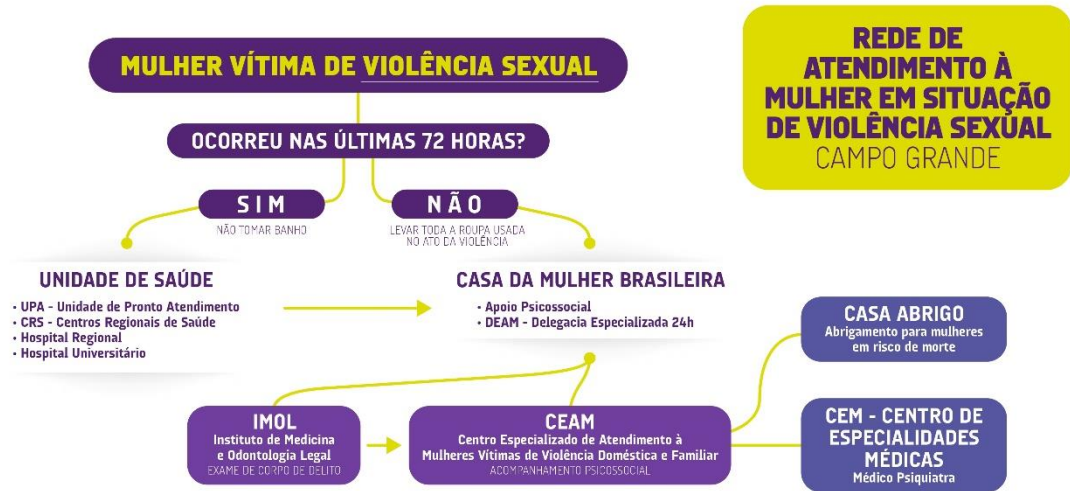 MULHER VÍTIMA DE VIOLÊNCIA SEXUAL
REDE DE
ATENDIMENTO À
MULHER EM SITUAÇÃO
DE VIOLÊNCIA SEXUAL
CAMPO GRANDE
OCORREU NAS ÚLTIMAS 72 HORAS?
SIM
NÃO TOMAR BANHO
NÃO
LEVAR TODA A ROUPA USADA
NO ATO DA VIOLÊNCIA
UNIDADE DE SAÚDE
• UPA - Unidade de Pronto Atendimento
• CRS - Centros Regionais de Saúde
• Hospital Regional
• Hospital Universitário
CASA DA MULHER BRASILEIRA
• Apoio Psicossocial
• DEAM - Delegacia Especializada 24h
CASA ABRIGO
Abrigamento para mulheres
em risco de morte
IMOL
Instituto de Medicina
e Odontologia Legal
EXAME DE CORPO DE DELITO
CEAM
Centro Especializado de Atendimento à
Mulheres Vítimas de Violência Doméstica e Familiar
ACOMPANHAMENTO PSICOSSOCIAL
CEM - CENTRO DE
ESPECIALIDADES
MÉDICAS
Médico Psiquiatra